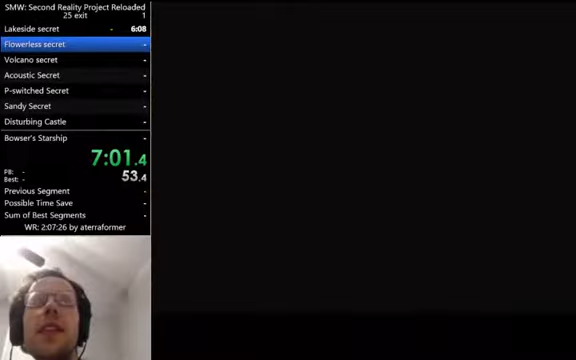 SMW: Second Reality Project Reloaded
25 exit 1
Lakeside secret - 6:08
Flowerless secret -
Volcano secret -
Acoustic Secret -
P-switched Secret -
Sandy Secret -
Disturbing Castle -
Bowser's Starship -
7:01.4
PB: -
Best: -
53.4
Previous Segment -
Possible Time Save -
Sum of Best Segments -
WR: 2:07:26 by aterraformer